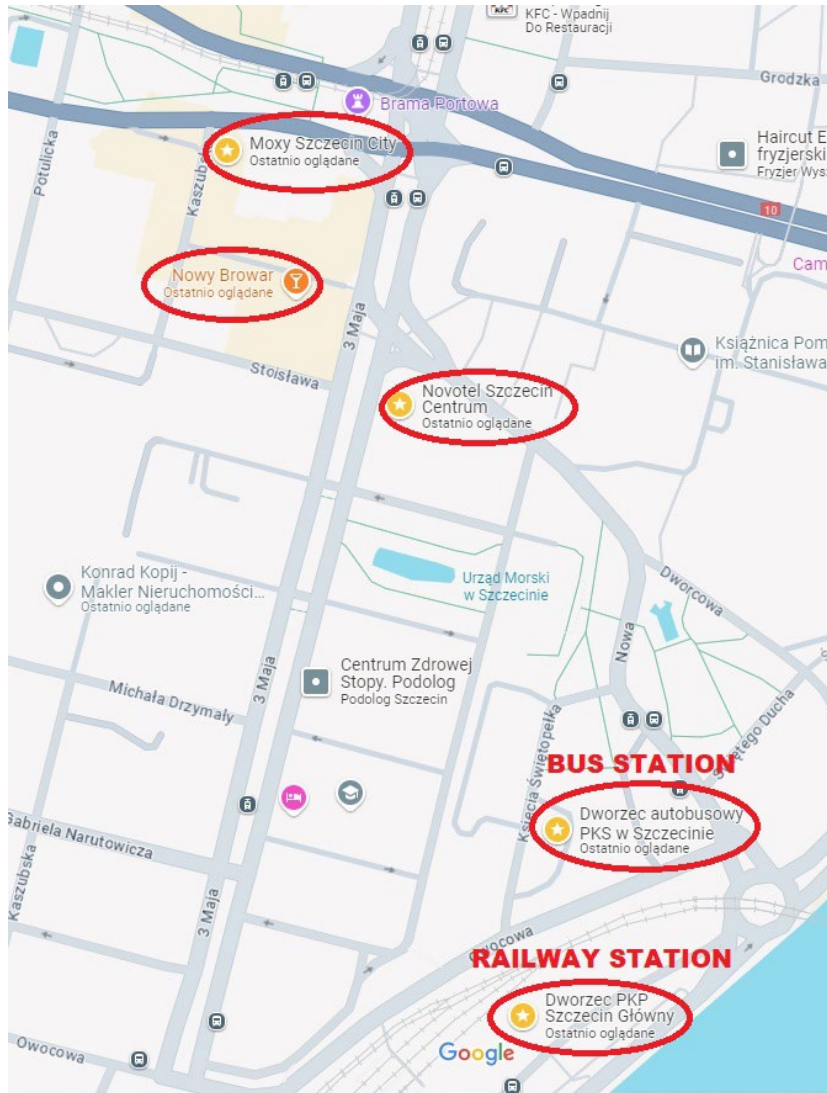 KFC
KFC - Wpadnij
Do Restauracji
Grodzka
Brama Portowa
Potulicka
Kaszubska
Moxy Szczecin City
Ostatnio oglądane
Haircut E
fryzjerski
Fryzjer Wysz
10
Cam
Nowy Browar
Ostatnio oglądane
3 Maja
Książnica Pom
im. Stanisława
Stoisława
Novotel Szczecin
Centrum
Ostatnio oglądane
Konrad Kopij -
Makler Nieruchomości...
Ostatnio oglądane
Urząd Morski
w Szczecinie
Dworcowa
Nowa
Centrum Zdrowej
Stopy. Podolog
Podolog Szczecin
3 Maja
Michała Drzymały
Księcia Świętopełka
Świętego Ducha
Ś
BUS STATION
Dworzec autobusowy
PKS w Szczecinie
Ostatnio oglądane
Gabriela Narutowicza
Kaszubska
3 Maja
Owocowa
RAILWAY STATION
Dworzec PKP
Szczecin Główny
Ostatnio oglądane
Owocowa
Google